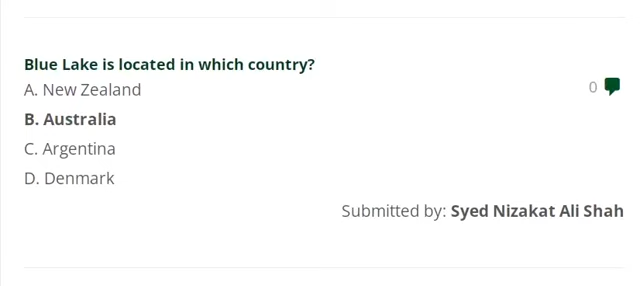 Blue Lake is located in which country?
A. New Zealand
0
B. Australia
C. Argentina
D. Denmark
Submitted by: Syed Nizakat Ali Shah